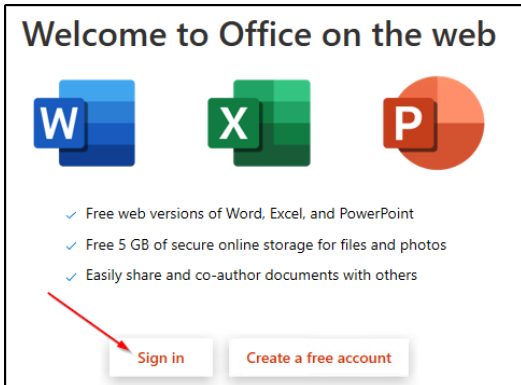 Welcome to Office on the web
W X P
Free web versions of Word, Excel, and PowerPoint
Free 5 GB of secure online storage for files and photos
Easily share and co-author documents with others
Sign in Create a free account